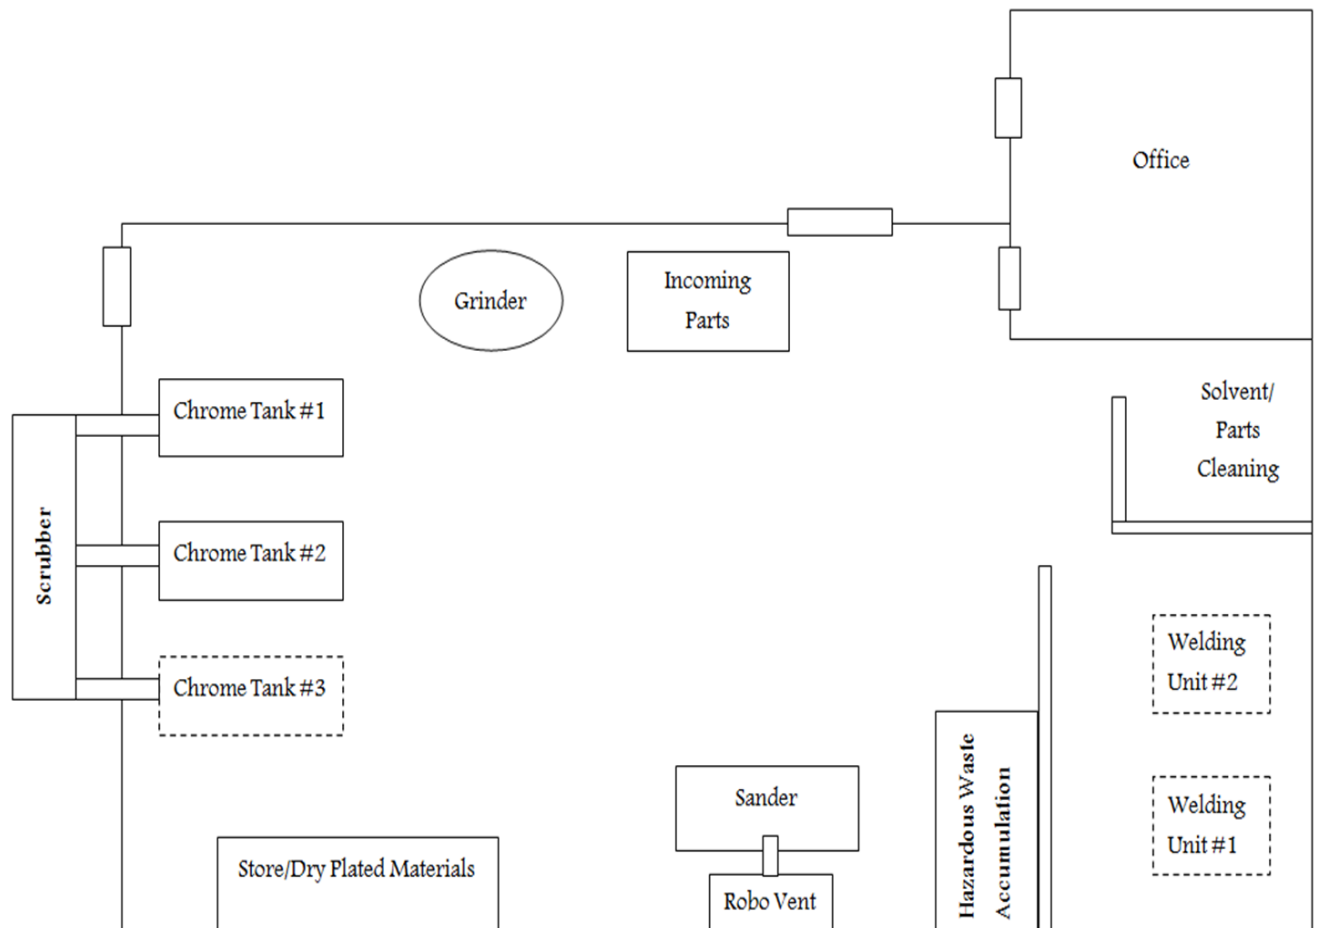 Office
Grinder
Incoming
Parts
Chrome Tank #1
Solvent/
Parts
Cleaning
Scrubber
Chrome Tank #2
Chrome Tank #3
Welding
Unit #2
Hazardous Waste
Accumulation
Sander
Welding
Unit #1
Store/Dry Plated Materials
Robo Vent